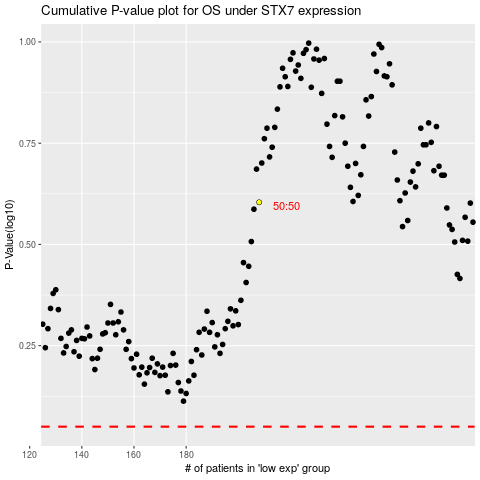 Cumulative P-value plot for OS under STX7 expression
1.00
0.75
0.50
0.25
P-Value(log10)
50:50
120 140 160 180
# of patients in 'low exp' group